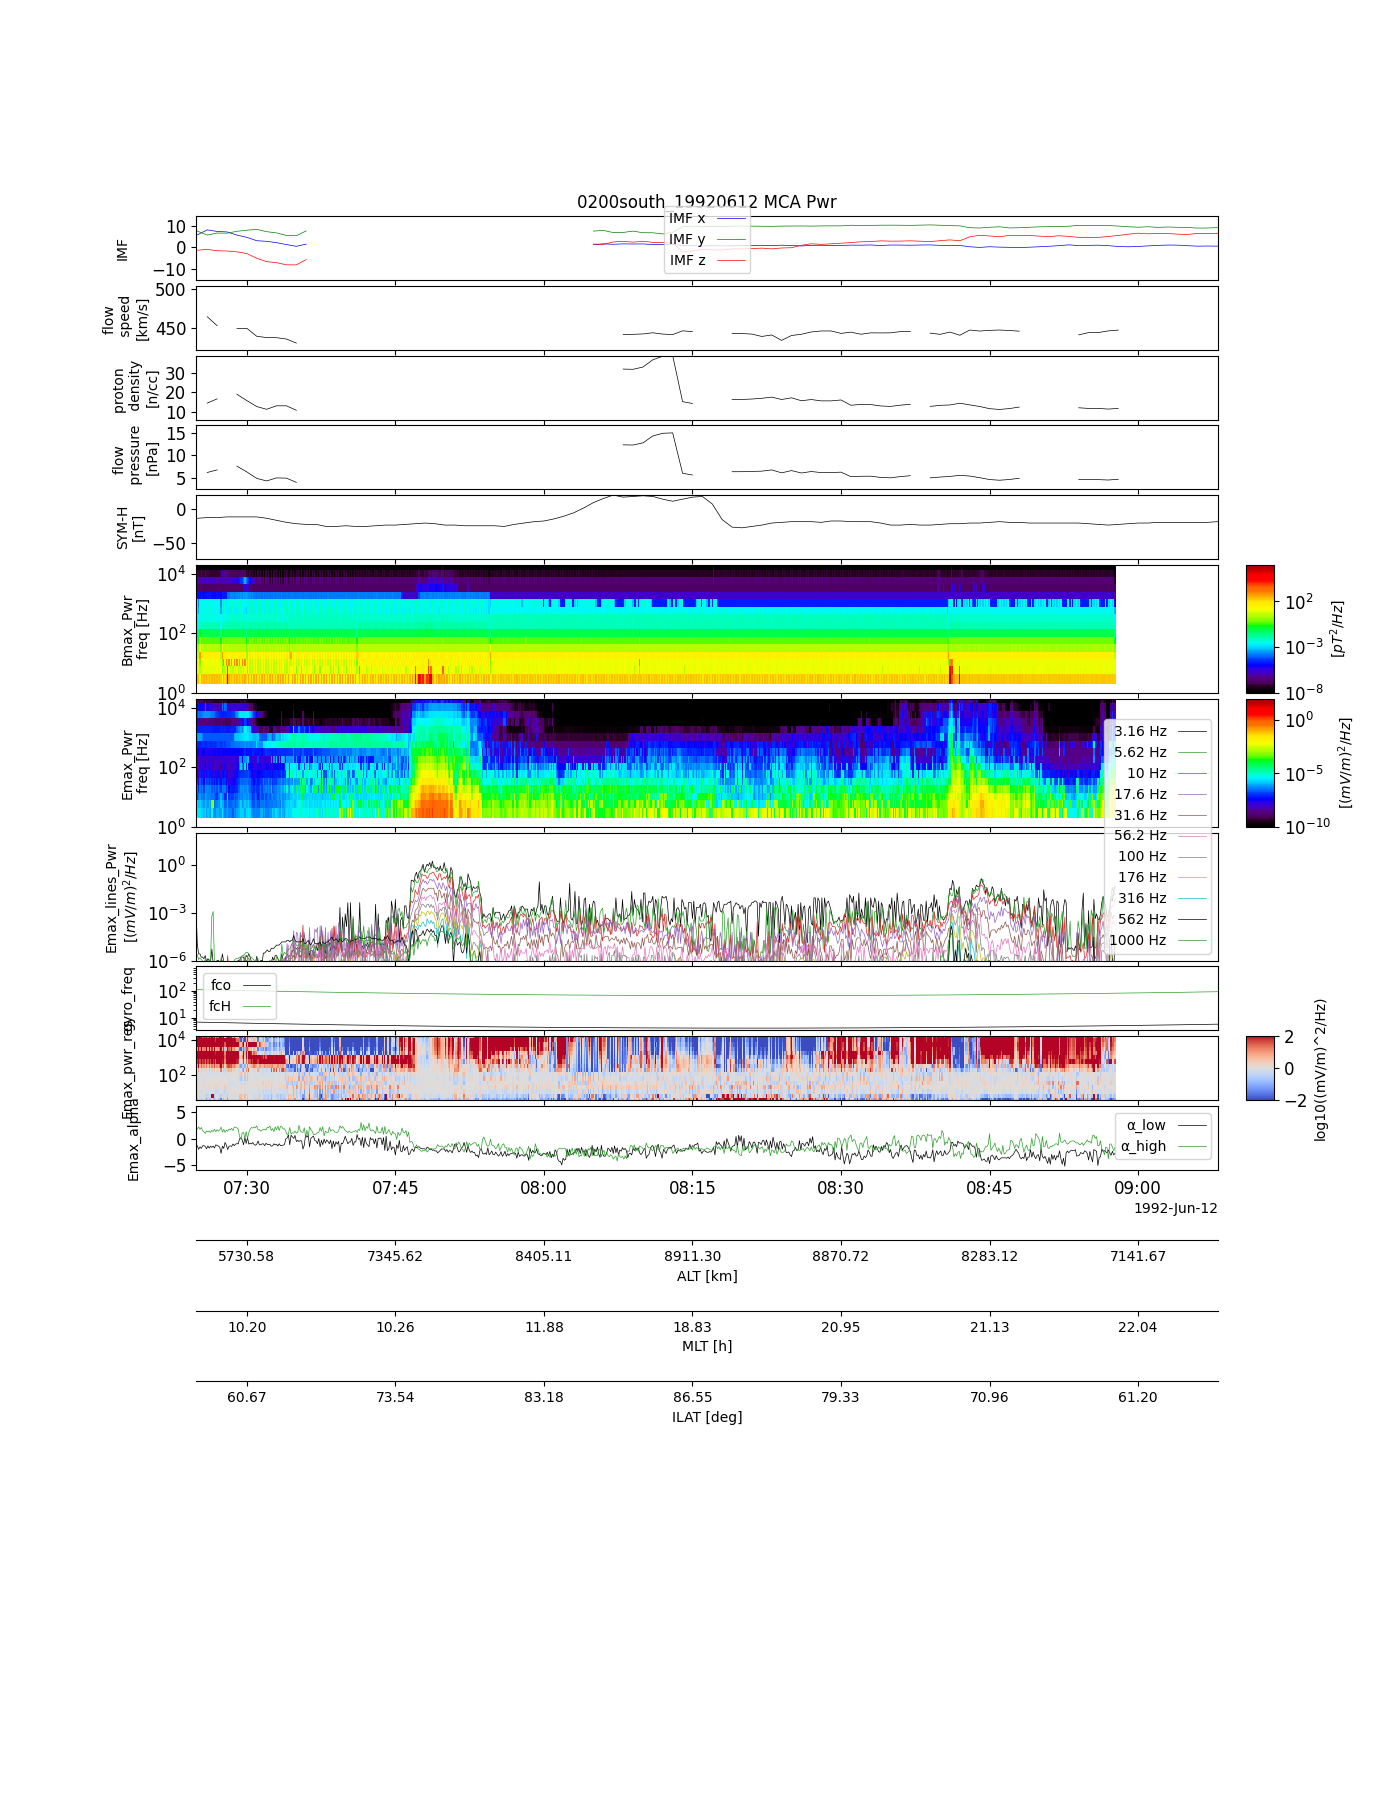 0200south_19920612 MCA Pwr
10
0
−10
IMF
IMF x
IMF y
IMF z
500
450
flow
speed
[km/s]
30
20
10
proton
density
[n/cc]
15
10
5
flow
pressure
[nPa]
0
−50
SYM-H
[nT]
10^4
10^2
10^0
Bmax_Pwr
freq [Hz]
10^2
10^−3
10^−8
[pT^2/Hz]
10^4
10^2
10^0
Emax_Pwr
freq [Hz]
10^0
10^−5
10^−10
[(mV/m)^2/Hz]
3.16 Hz
5.62 Hz
10 Hz
17.6 Hz
31.6 Hz
56.2 Hz
100 Hz
176 Hz
316 Hz
562 Hz
1000 Hz
10^0
10^−3
10^−6
Emax_lines_Pwr
[(mV/m)^2/Hz]
fco
fcH
10^2
10^1
gyro_freq
10^4
10^2
Emax_pwr_reg
2
0
−2
log10((mV/m)^2/Hz)
5
0
−5
Emax_alpha
α_low
α_high
07:30 07:45 08:00 08:15 08:30 08:45 09:00
1992-Jun-12
5730.58 7345.62 8405.11 8911.30 8870.72 8283.12 7141.67
ALT [km]
10.20 10.26 11.88 18.83 20.95 21.13 22.04
MLT [h]
60.67 73.54 83.18 86.55 79.33 70.96 61.20
ILAT [deg]